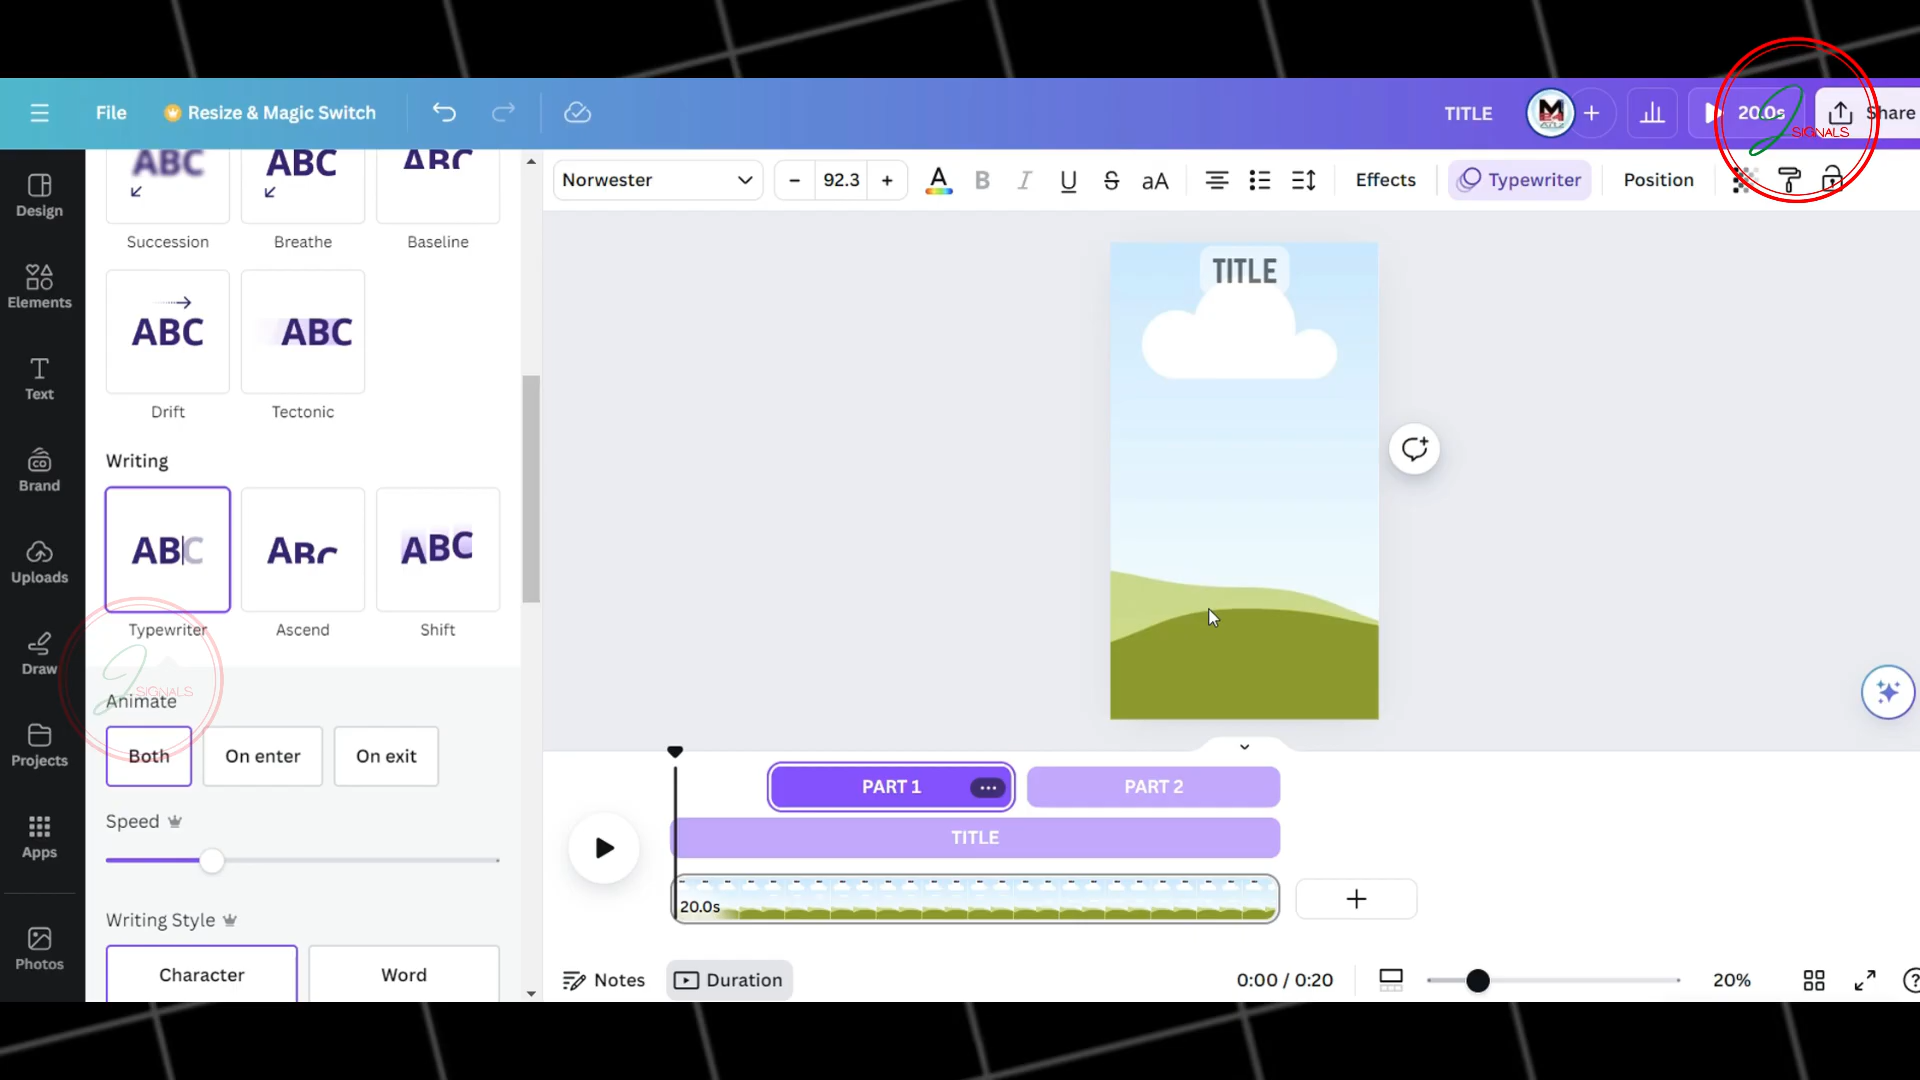 File
Resize & Magic Switch
TITLE
20.0s
Share
SIGNALS
Design
Elements
Text
Brand
Uploads
Draw
Projects
Apps
Photos
ABC
ABC
ABC
Succession
Breathe
Baseline
ABC
ABC
Drift
Tectonic
Writing
ABC
ABC
ABC
Typewriter
Ascend
Shift
SIGNALS
Animate
Both
On enter
On exit
Speed
Writing Style
Character
Word
Norwester
- 92.3 +
A B I U S aA
Effects
Typewriter
Position
TITLE
PART 1
PART 2
TITLE
20.0s
Notes
Duration
0:00 / 0:20
20%